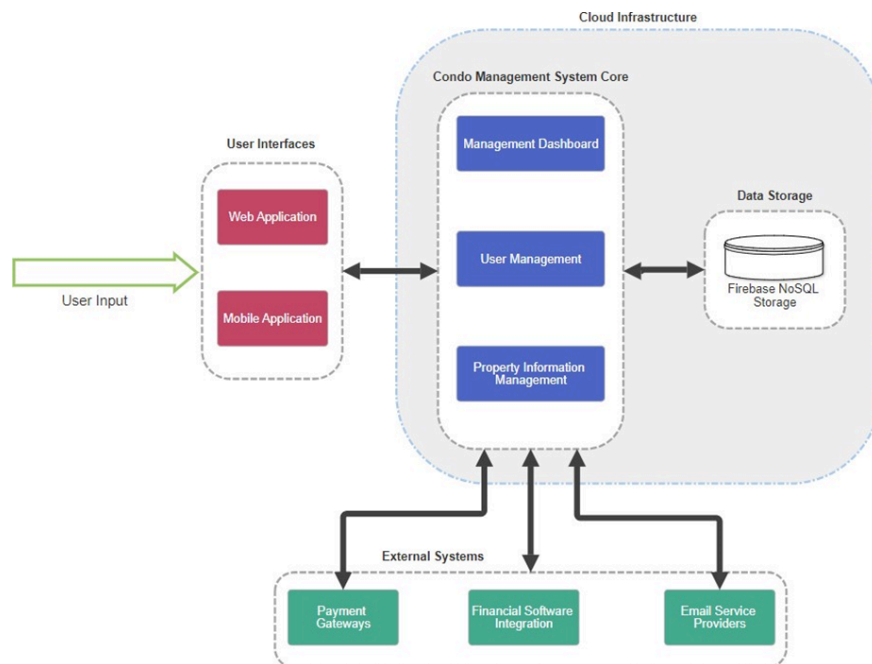 Cloud Infrastructure
Condo Management System Core
Management Dashboard
User Interfaces
Web Application
Data Storage
User Management
Firebase NoSQL
Storage
User Input
Mobile Application
Property Information
Management
External Systems
Payment
Gateways
Financial Software
Integration
Email Service
Providers